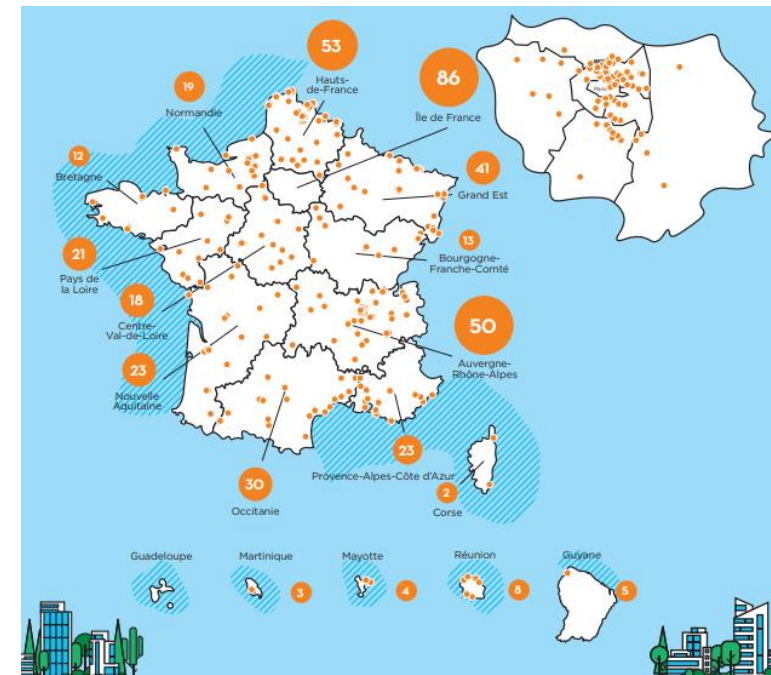 53
Hauts-
de-France
86
Île de France
19
Normandie
12
Bretagne
41
Grand Est
13
Bourgogne-
Franche-Comté
21
Pays de
la Loire
18
Centre-
Val-de-Loire
50
Auvergne-
Rhône-Alpes
23
Nouvelle
Aquitaine
23
Provence-Alpes-Côte d'Azur
30
Occitanie
2
Corse
Paris
Guadeloupe
Martinique
3
Mayotte
4
Réunion
8
Guyane
5